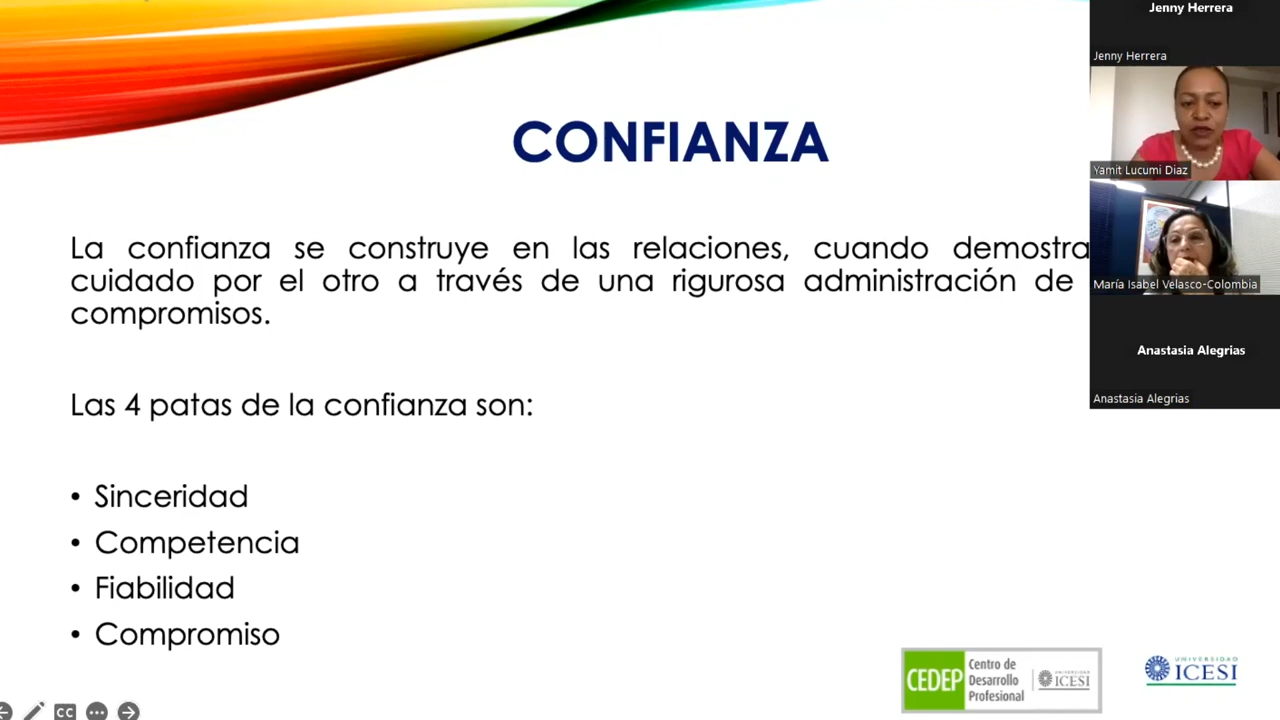 CONFIANZA
La confianza se construye en las relaciones, cuando demostra
cuidado por el otro a través de una rigurosa administración de
compromisos.
Las 4 patas de la confianza son:
• Sinceridad
• Competencia
• Fiabilidad
• Compromiso
Jenny Herrera
Jenny Herrera
Yamit Lucumi Diaz
María Isabel Velasco-Colombia
Anastasia Alegrias
Anastasia Alegrias
CEDEP
Centro de
Desarrollo
Profesional
UNIVERSIDAD
ICESI
UNIVERSIDAD
ICESI
CC